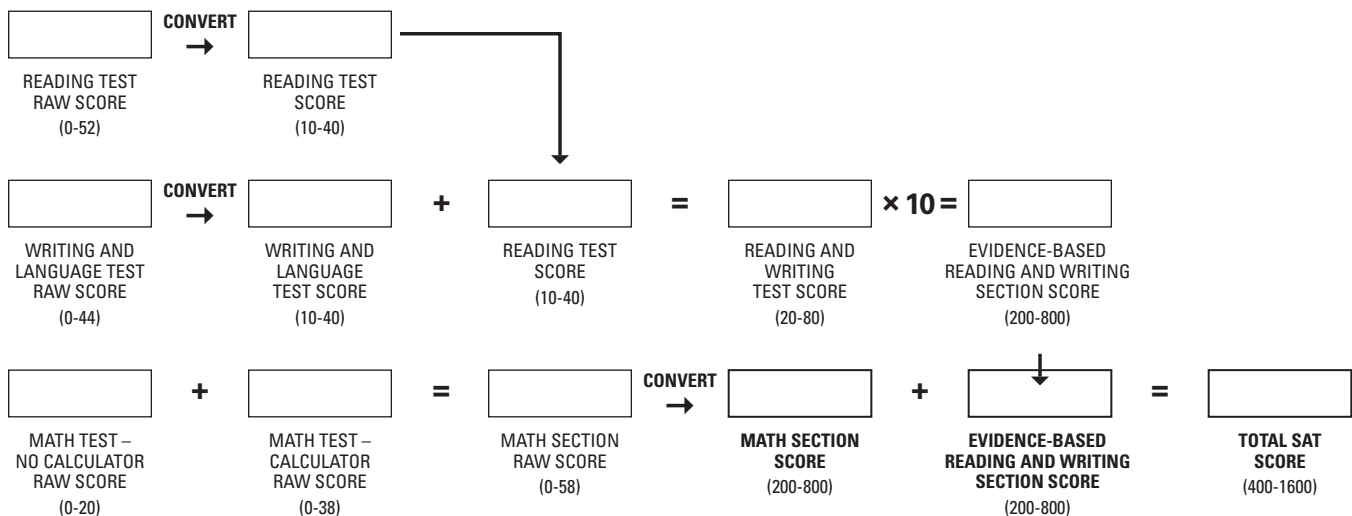 CONVERT
→
READING TEST
RAW SCORE
(0-52)
READING TEST
SCORE
(10-40)
CONVERT
→
+
=
× 10 =
WRITING AND
LANGUAGE TEST
RAW SCORE
(0-44)
WRITING AND
LANGUAGE
TEST SCORE
(10-40)
READING TEST
SCORE
(10-40)
READING AND
WRITING
TEST SCORE
(20-80)
EVIDENCE-BASED
READING AND WRITING
SECTION SCORE
(200-800)
+
=
CONVERT
→
+
=
MATH TEST –
NO CALCULATOR
RAW SCORE
(0-20)
MATH TEST –
CALCULATOR
RAW SCORE
(0-38)
MATH SECTION
RAW SCORE
(0-58)
MATH SECTION
SCORE
(200-800)
EVIDENCE-BASED
READING AND WRITING
SECTION SCORE
(200-800)
TOTAL SAT
SCORE
(400-1600)